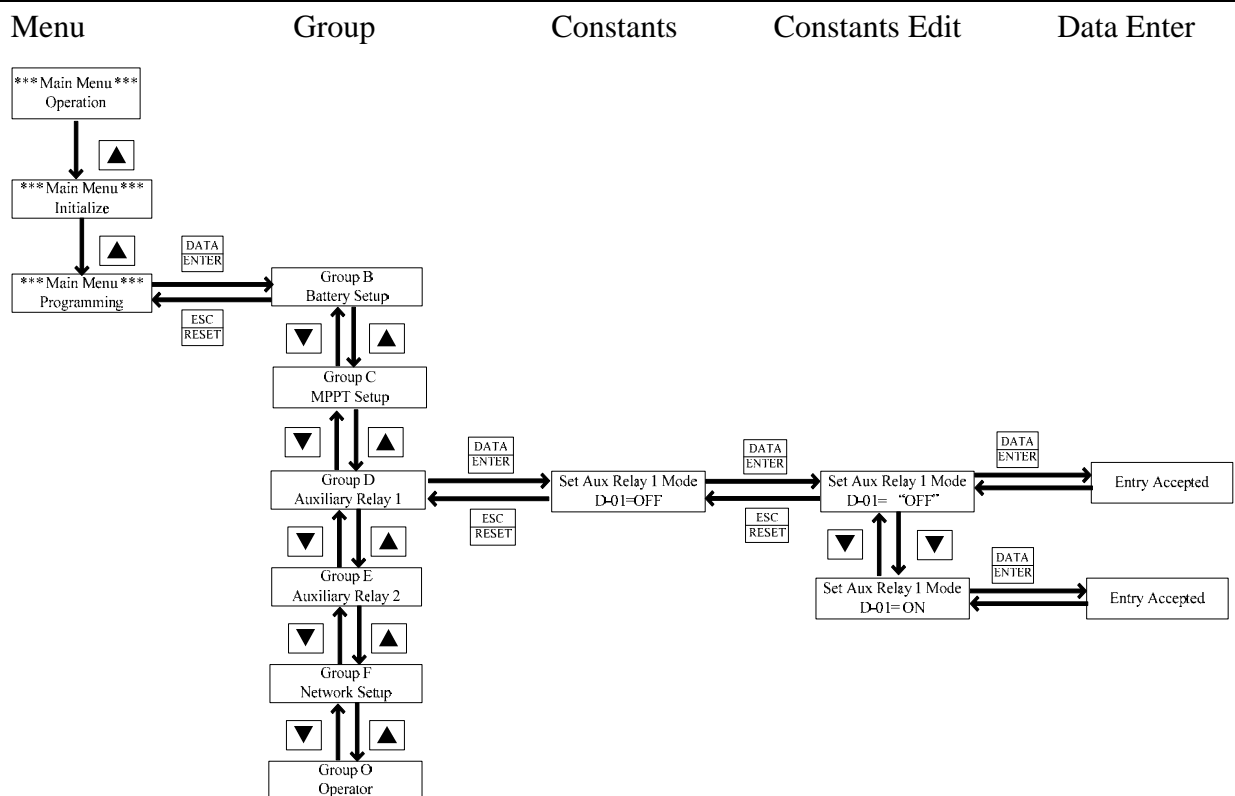 Menu Group Constants Constants Edit Data Enter
***Main Menu***
Operation
▲
***Main Menu***
Initialize
▲
DATA
ENTER
***Main Menu***
Programming
ESC
RESET
Group B
Battery Setup
▼ ▲
Group C
MPPT Setup
▼ ▲
Group D
Auxiliary Relay 1
DATA
ENTER
ESC
RESET
Set Aux Relay 1 Mode
D-01=OFF
DATA
ENTER
ESC
RESET
Set Aux Relay 1 Mode
D-01= “OFF”
DATA
ENTER
Entry Accepted
▼ ▼
Set Aux Relay 1 Mode
D-01=ON
DATA
ENTER
Entry Accepted
▼ ▲
Group E
Auxiliary Relay 2
▼ ▲
Group F
Network Setup
▼ ▲
Group O
Operator